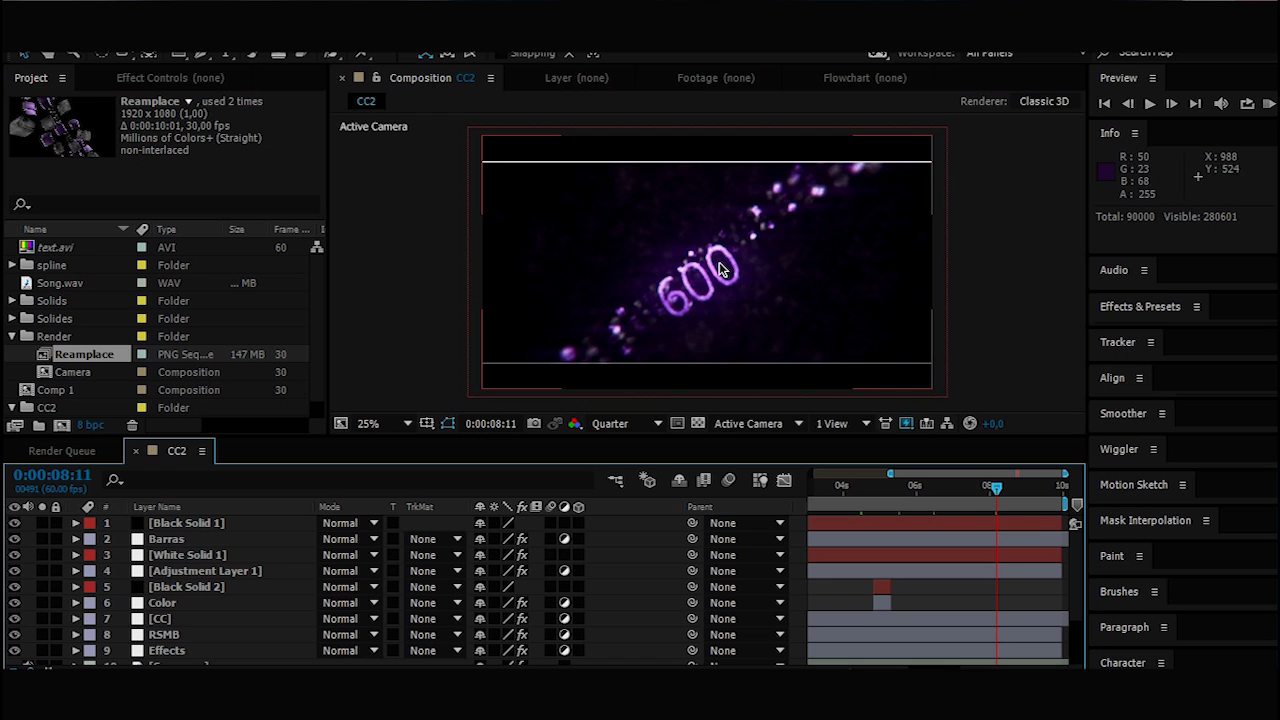 Snapping
Workspace: All Panels
Search Help
Project
Effect Controls (none)
Composition CC2
Layer (none)
Footage (none)
Flowchart (none)
Preview
Reamplace ▼, used 2 times
1920 x 1080 (1,00)
Δ 0:00:10:01, 30,00 fps
Millions of Colors+ (Straight)
non-interlaced
CC2
Renderer: Classic 3D
Active Camera
600
Info
R: 50
G: 23
B: 68
A: 255
X: 988
Y: 524
Total: 90000 Visible: 280601
Name Type Size Frame ...
text.avi AVI 60
spline Folder
Song.wav WAV ... MB
Solids Folder
Solides Folder
Render Folder
Reamplace PNG Seq...e 147 MB 30
Camera Composition 30
Comp 1 Composition 30
CC2 Folder
8 bpc
25%
0:00:08:11
Quarter
Active Camera
1 View
+0,0
Audio
Effects & Presets
Tracker
Align
Smoother
Wiggler
Motion Sketch
Mask Interpolation
Paint
Brushes
Paragraph
Character
Render Queue
CC2
0:00:08:11
00491 (60.00 fps)
04s 06s 10s
# Layer Name Mode T TrkMat Parent
1 [Black Solid 1] Normal None
2 Barras Normal None None
3 [White Solid 1] Normal None None
4 [Adjustment Layer 1] Normal None None
5 [Black Solid 2] Normal None None
6 Color Normal None None
7 [CC] Normal None None
8 RSMB Normal None None
9 Effects Normal None None